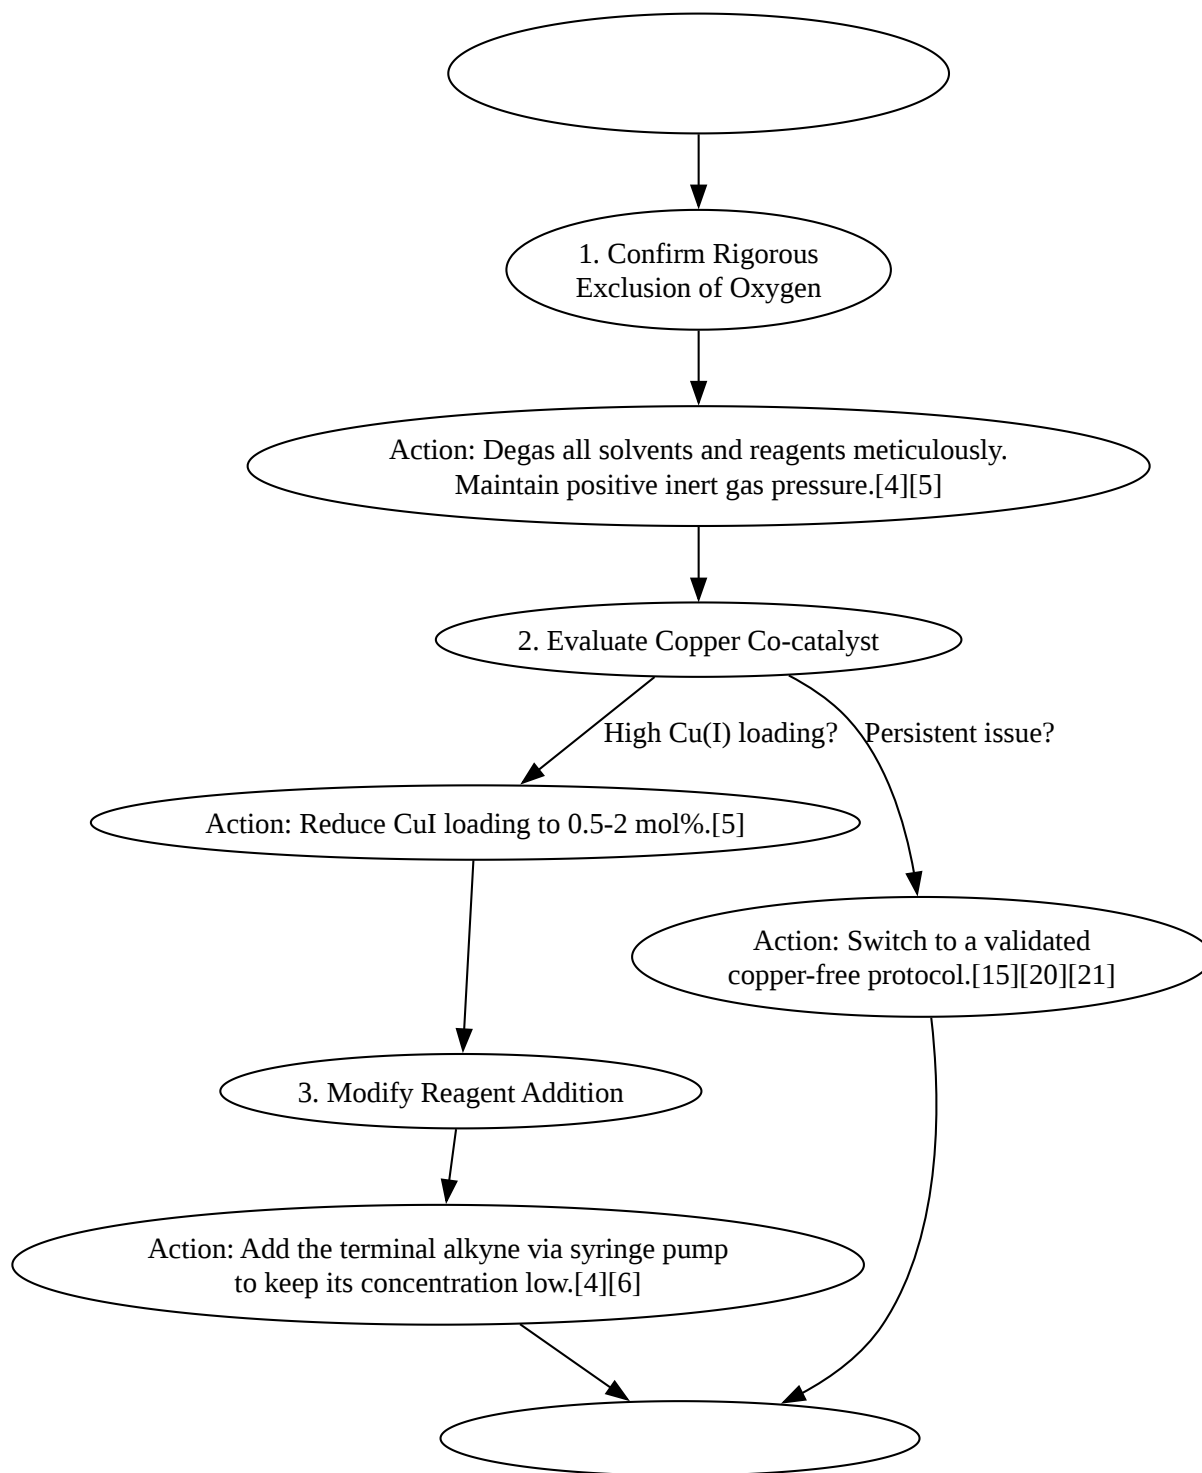 1. Confirm Rigorous
Exclusion of Oxygen
Action: Degas all solvents and reagents meticulously.
Maintain positive inert gas pressure.[4][5]
2. Evaluate Copper Co-catalyst
High Cu(I) loading?
Persistent issue?
Action: Reduce CuI loading to 0.5-2 mol%.[5]
Action: Switch to a validated
copper-free protocol.[15][20][21]
3. Modify Reagent Addition
Action: Add the terminal alkyne via syringe pump
to keep its concentration low.[4][6]